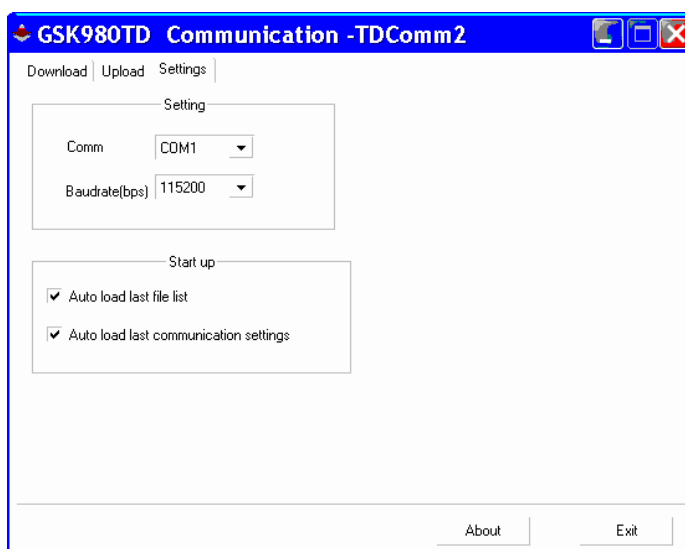 GSK980TD Communication -TDComm2
Download Upload Settings
Setting
Comm COM1
Baudrate(bps) 115200
Start up
Auto load last file list
Auto load last communication settings
About Exit